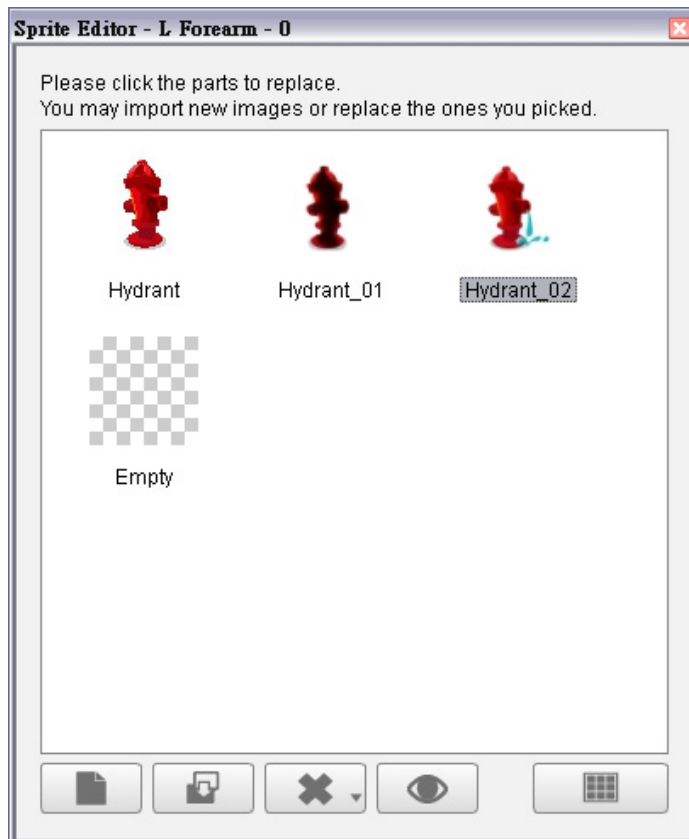 Sprite Editor - L Forearm - 0
Please click the parts to replace.
You may import new images or replace the ones you picked.
Hydrant Hydrant_01 Hydrant_02
Empty